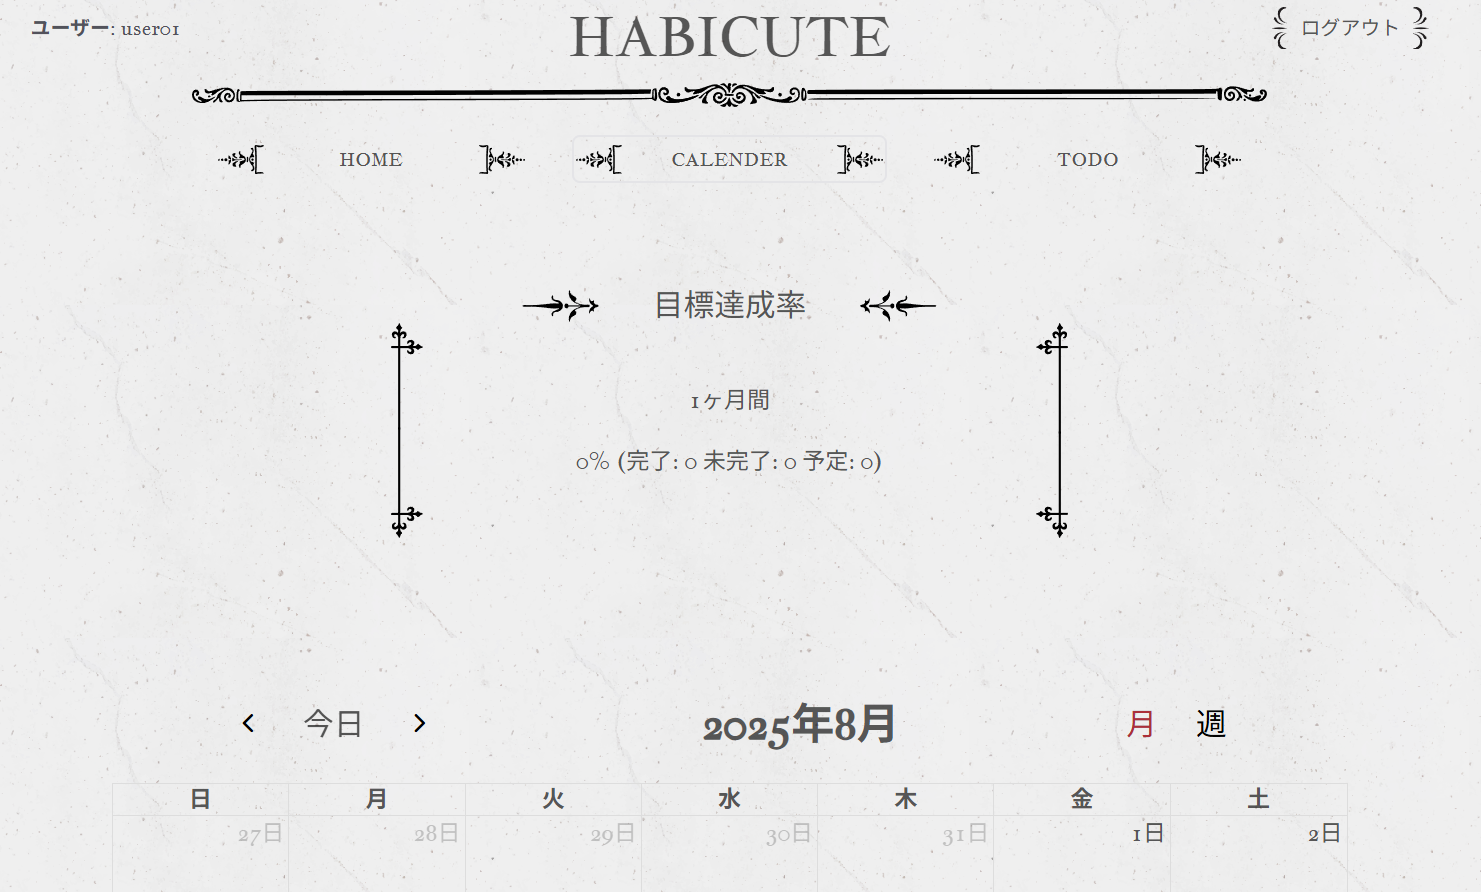 ユーザー: user01
HABICUTE
ログアウト
HOME
CALENDER
TODO
目標達成率
1ヶ月間
0% (完了: 0 未完了: 0 予定: 0)
今日
2025年8月
月 週
日 月 火 水 木 金 土
27日 28日 29日 30日 31日 1日 2日